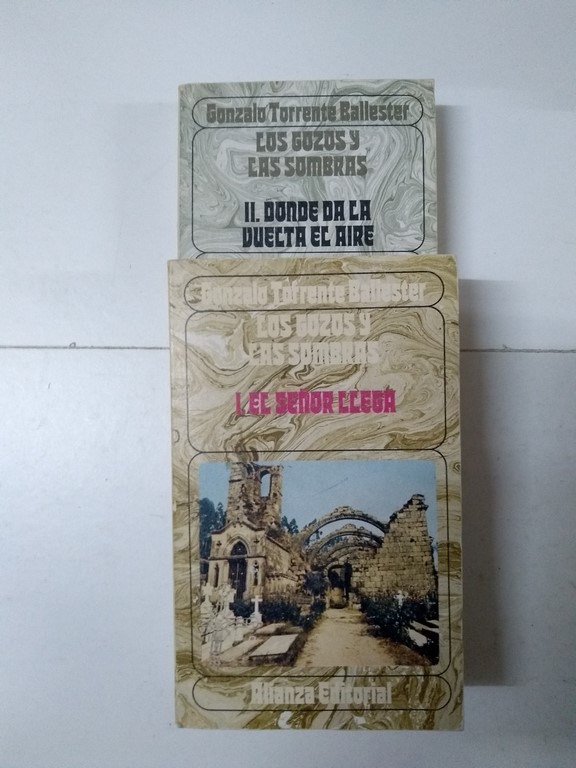 Gonzalo Torrente Ballester
LOS GOZOS Y
LAS SOMBRAS
II. DONDE DA LA
VUELTA EL AIRE
Gonzalo Torrente Ballester
LOS GOZOS Y
LAS SOMBRAS
I. EL SEÑOR LLEGA
Alianza Editorial